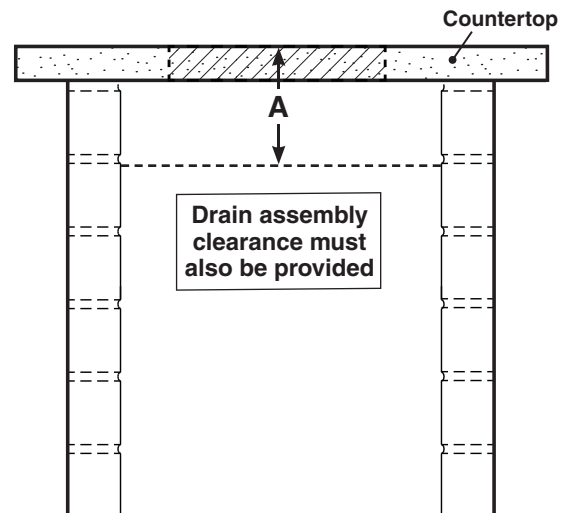 Countertop
A
Drain assembly
clearance must
also be provided